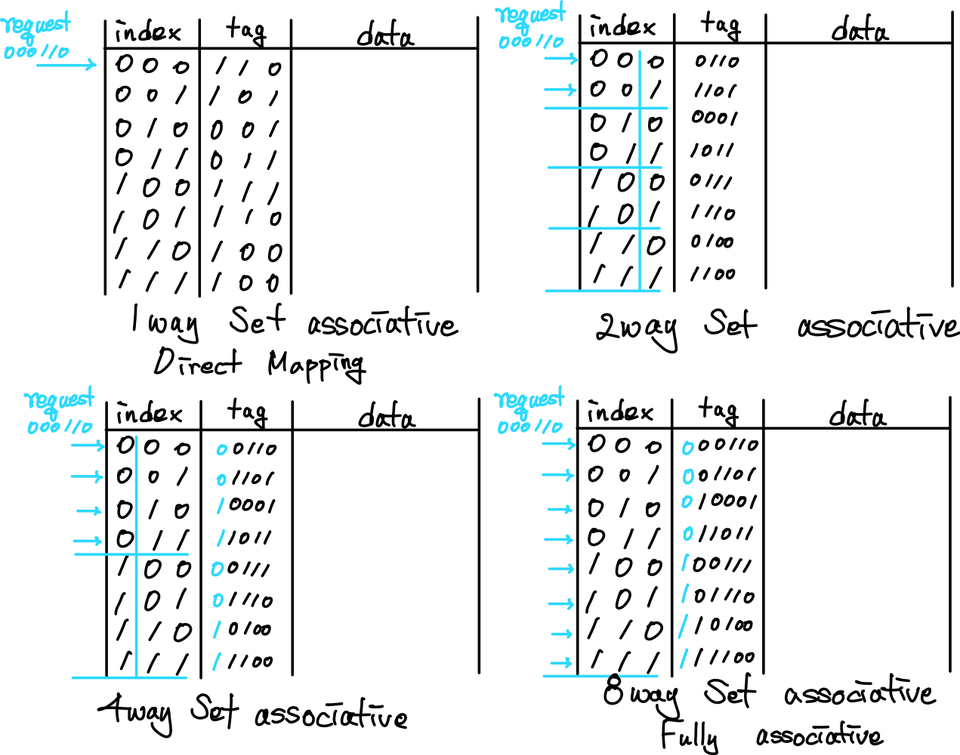 request
000110
index tag data
000 110
001 101
010 001
011 011
100 111
101 110
110 100
111 100
1way Set associative
Direct Mapping
request
000110
index tag data
000 0110
001 1101
010 0001
011 1011
100 0111
101 1110
110 0100
111 1100
2way Set associative
request
000110
index tag data
000 00110
001 01101
010 10001
011 11011
100 00111
101 01110
110 10100
111 11100
4way Set associative
request
000110
index tag data
000 000110
001 001101
010 010001
011 011011
100 100111
101 101110
110 110100
111 111100
8way Set associative
Fully associative